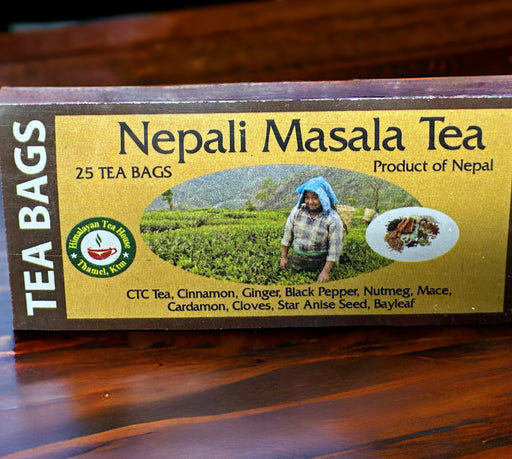 TEA BAGS
Nepali Masala Tea
25 TEA BAGS
Product of Nepal
Himalayan Tea House
Thamel, Ktm
CTC Tea, Cinnamon, Ginger, Black Pepper, Nutmeg, Mace,
Cardamon, Cloves, Star Anise Seed, Bayleaf